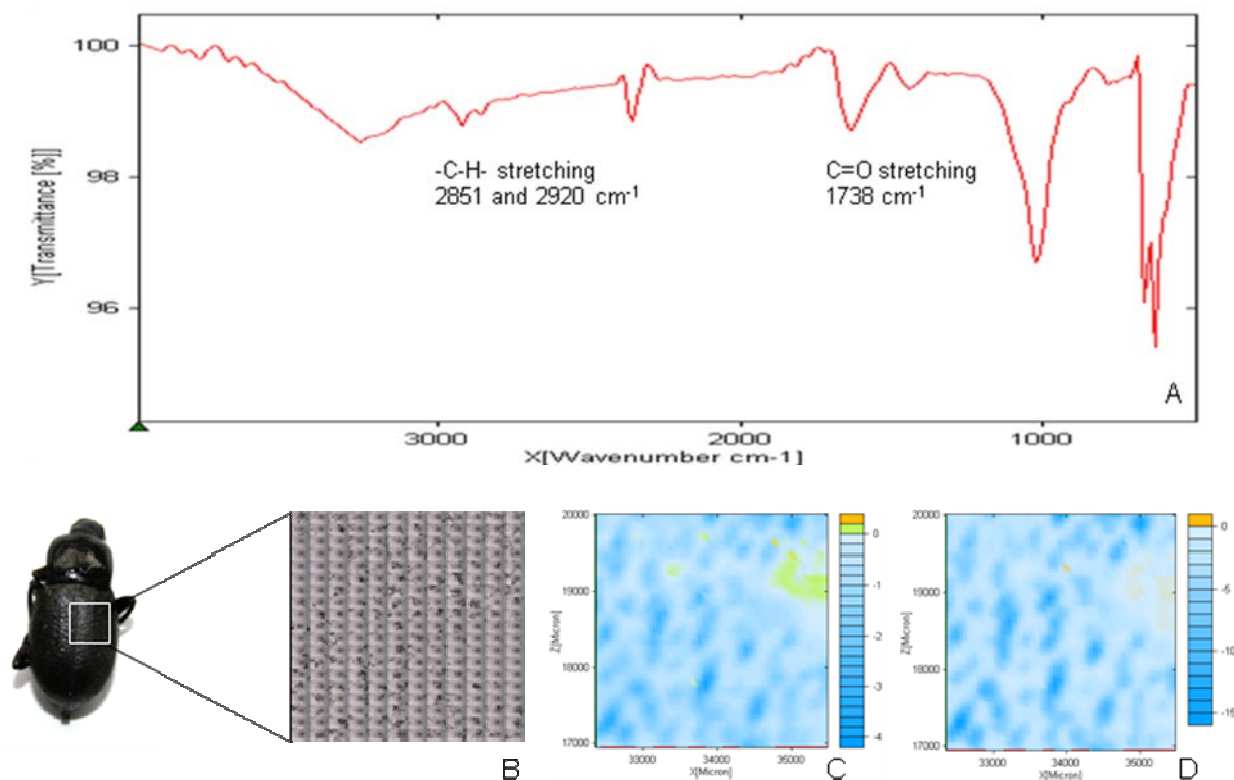 100
98
96
Y[Transmittance [%]]
-C-H- stretching
2851 and 2920 cm-1
C=O stretching
1738 cm-1
A
3000
2000
1000
X[Wavenumber cm-1]
B
20000
19000
18000
17000
Z[Micron]
33000
34000
35000
X[Micron]
0
-1
-2
-3
-4
C
20000
19000
18000
17000
Z[Micron]
33000
34000
35000
X[Micron]
0
-5
-10
-15
D